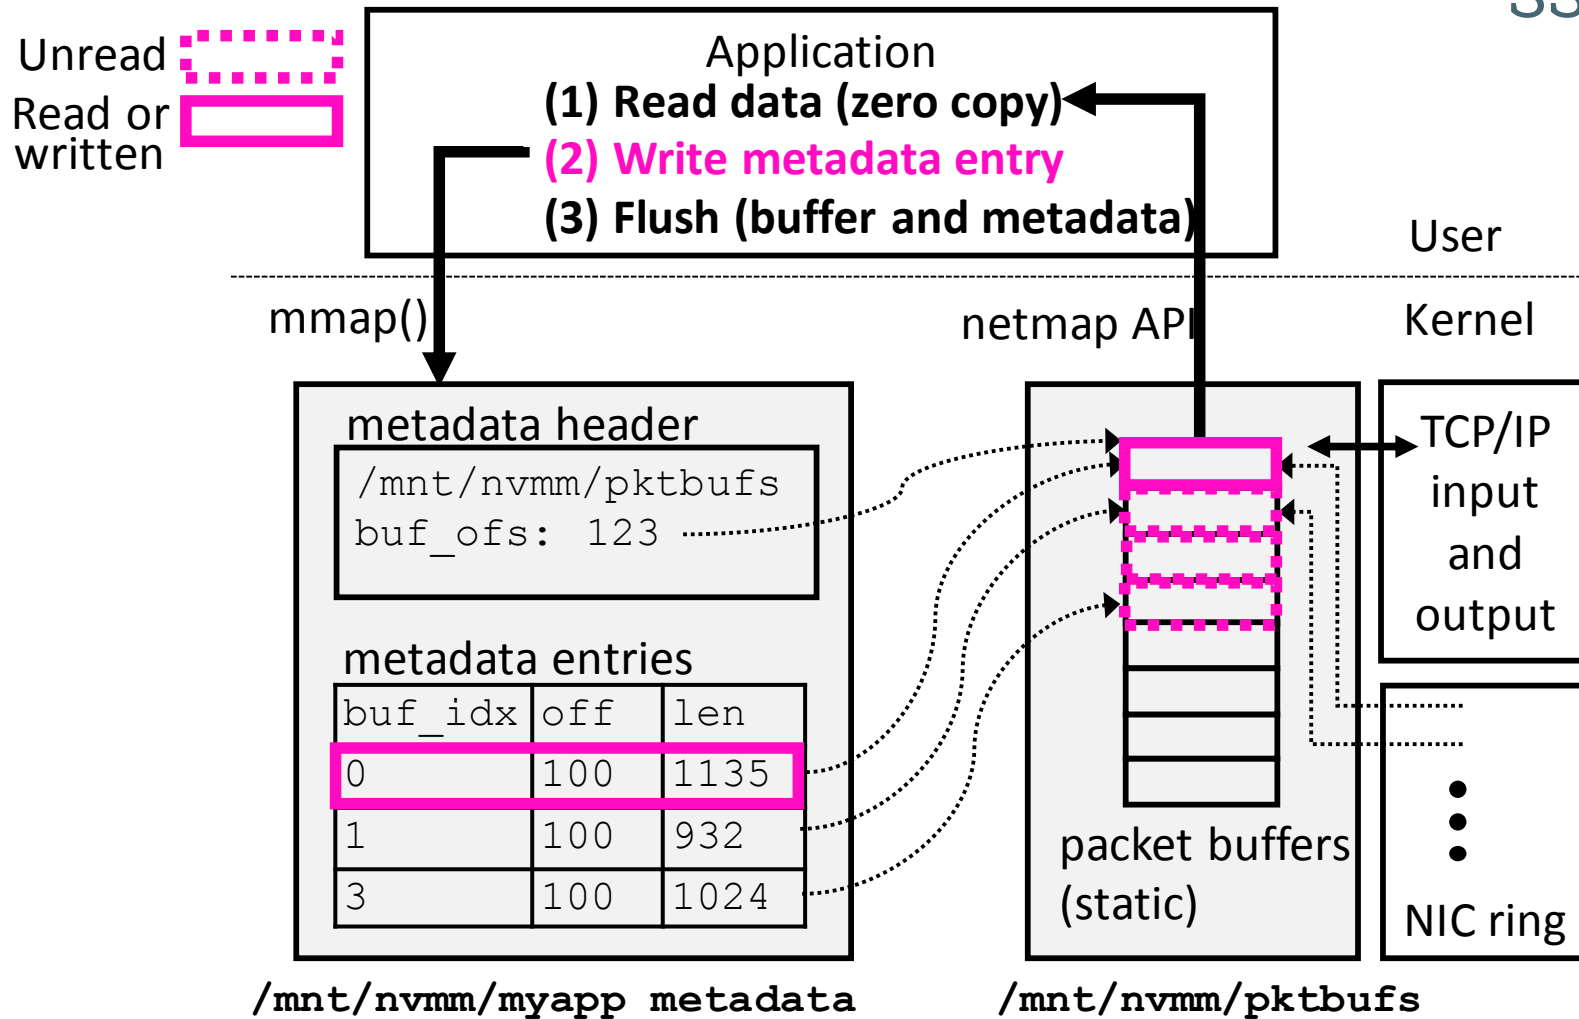 Unread
Read or
written
Application
(1) Read data (zero copy)
(2) Write metadata entry
(3) Flush (buffer and metadata)
User
mmap()
netmap API
Kernel
metadata header
/mnt/nvmm/pktbufs
buf_ofs: 123
metadata entries
buf_idx off len
0 100 1135
1 100 932
3 100 1024
packet buffers
(static)
TCP/IP
input
and
output
NIC ring
/mnt/nvmm/myapp metadata
/mnt/nvmm/pktbufs